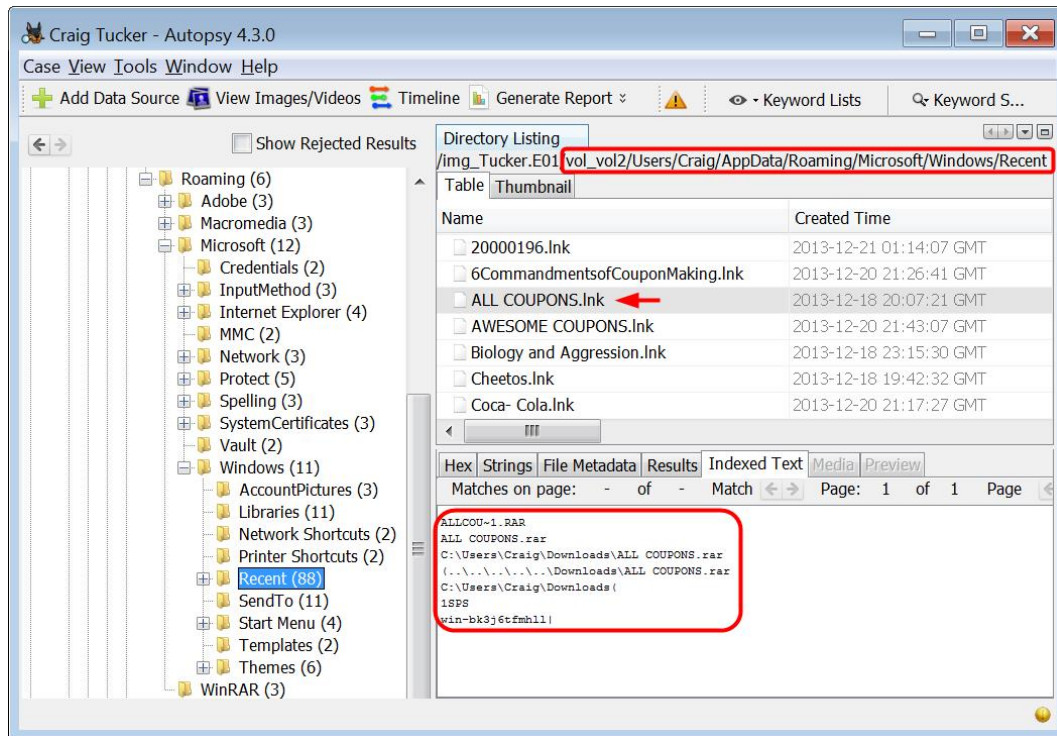 Craig Tucker - Autopsy 4.3.0
Case View Tools Window Help
Add Data Source View Images/Videos Timeline Generate Report Keyword Lists Keyword S...
Show Rejected Results
Roaming (6)
Adobe (3)
Macromedia (3)
Microsoft (12)
Credentials (2)
InputMethod (3)
Internet Explorer (4)
MMC (2)
Network (3)
Protect (5)
Spelling (3)
SystemCertificates (3)
Vault (2)
Windows (11)
AccountPictures (3)
Libraries (11)
Network Shortcuts (2)
Printer Shortcuts (2)
Recent (88)
SendTo (11)
Start Menu (4)
Templates (2)
Themes (6)
WinRAR (3)
Directory Listing
/img_Tucker.E01/vol_vol2/Users/Craig/AppData/Roaming/Microsoft/Windows/Recent
Table Thumbnail
Name Created Time
20000196.lnk 2013-12-21 01:14:07 GMT
6CommandmentsofCouponMaking.lnk 2013-12-20 21:26:41 GMT
ALL COUPONS.lnk 2013-12-18 20:07:21 GMT
AWESOME COUPONS.lnk 2013-12-20 21:43:07 GMT
Biology and Aggression.lnk 2013-12-18 23:15:30 GMT
Cheetos.lnk 2013-12-18 19:42:32 GMT
Coca- Cola.lnk 2013-12-20 21:17:27 GMT
Hex Strings File Metadata Results Indexed Text Media Preview
Matches on page: - of - Match Page: 1 of 1 Page
ALLCOU~1.RAR
ALL COUPONS.rar
C:\Users\Craig\Downloads\ALL COUPONS.rar
(..\..\..\..\..\Downloads\ALL COUPONS.rar
C:\Users\Craig\Downloads(
1SPS
win-bk3j6tfmhll|